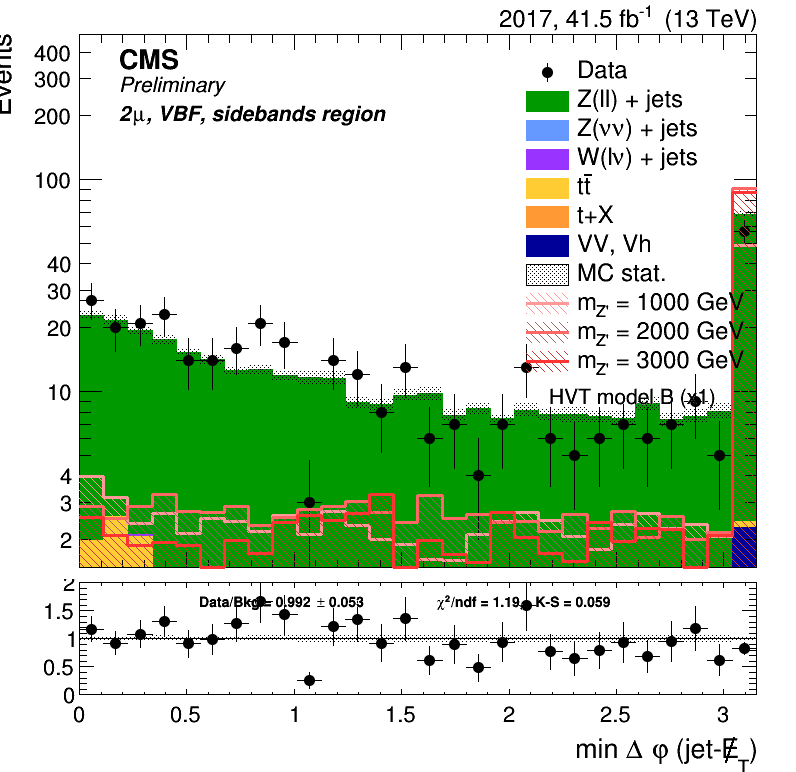 2017, 41.5 fb⁻¹ (13 TeV)
Events
CMS
Preliminary
2μ, VBF, sidebands region
Data
Z(ll) + jets
Z(νν) + jets
W(lν) + jets
tt̄
t+X
VV, Vh
MC stat.
m_Z' = 1000 GeV
m_Z' = 2000 GeV
m_Z' = 3000 GeV
HVT model B (x1)
400
300
200
100
40
30
20
10
4
3
2
Data/Bkg = 0.992 ± 0.053
χ²/ndf = 1.19, K-S = 0.059
2
1.5
1
0.5
0
0 0.5 1 1.5 2 2.5 3
min Δ φ (jet-E̸_T)